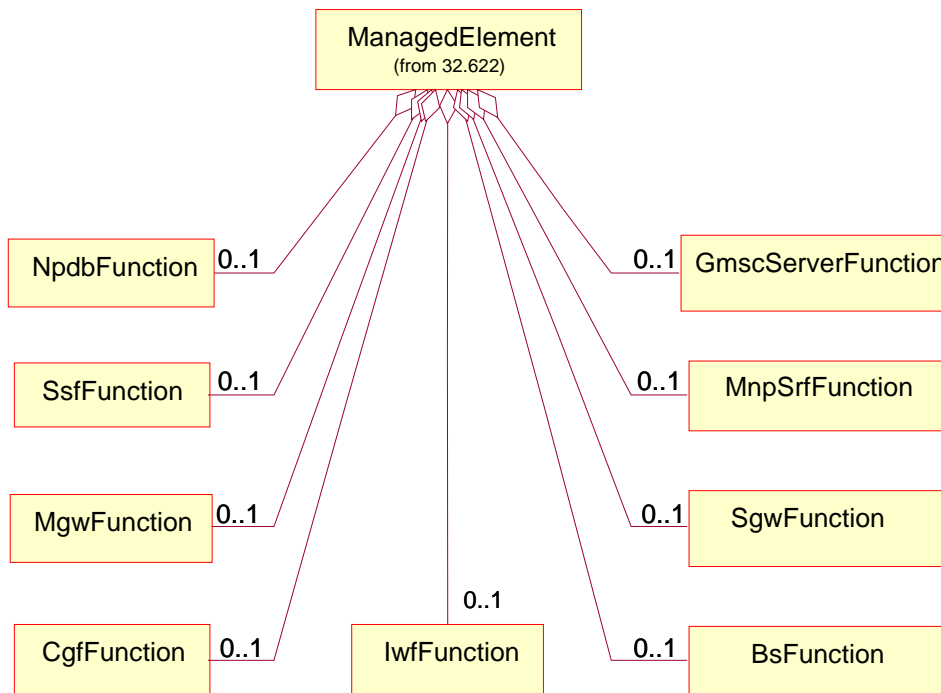 ManagedElement
(from 32.622)
NpdbFunction
0..1
0..1
GmscServerFunction
SsfFunction
0..1
0..1
MnpSrfFunction
MgwFunction
0..1
0..1
SgwFunction
CgfFunction
0..1
0..1
IwfFunction
0..1
BsFunction